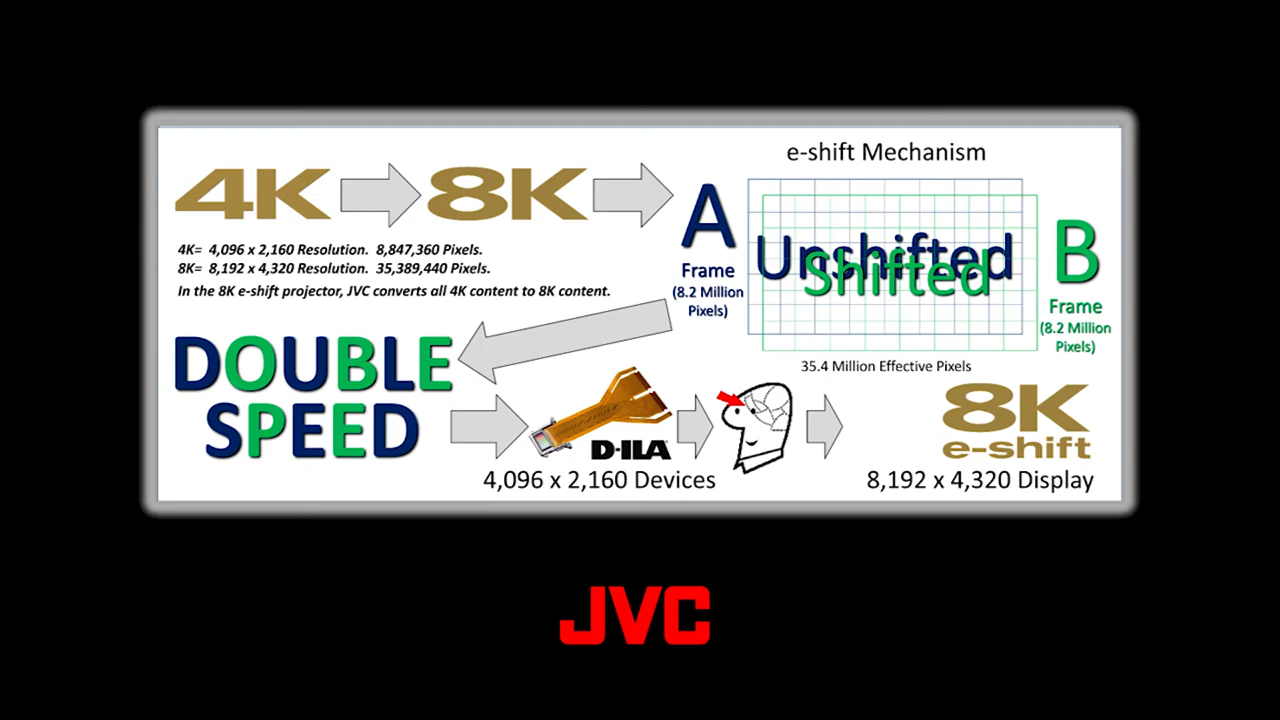 e-shift Mechanism
4K
8K
4K= 4,096 x 2,160 Resolution. 8,847,360 Pixels.
8K= 8,192 x 4,320 Resolution. 35,389,440 Pixels.
In the 8K e-shift projector, JVC converts all 4K content to 8K content.
A
Frame
(8.2 Million
Pixels)
Unshifted
Shifted
B
Frame
(8.2 Million
Pixels)
35.4 Million Effective Pixels
DOUBLE
SPEED
D-ILA
4,096 x 2,160 Devices
8K
e-shift
8,192 x 4,320 Display
JVC